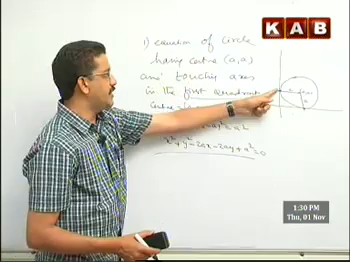 KAB
1) equation of circle
having centre (a,a)
and touching axes
in the first quadrant
centre
x²+y²-2ax-2ay+a²=0
a
1:30 PM
Thu, 01 Nov